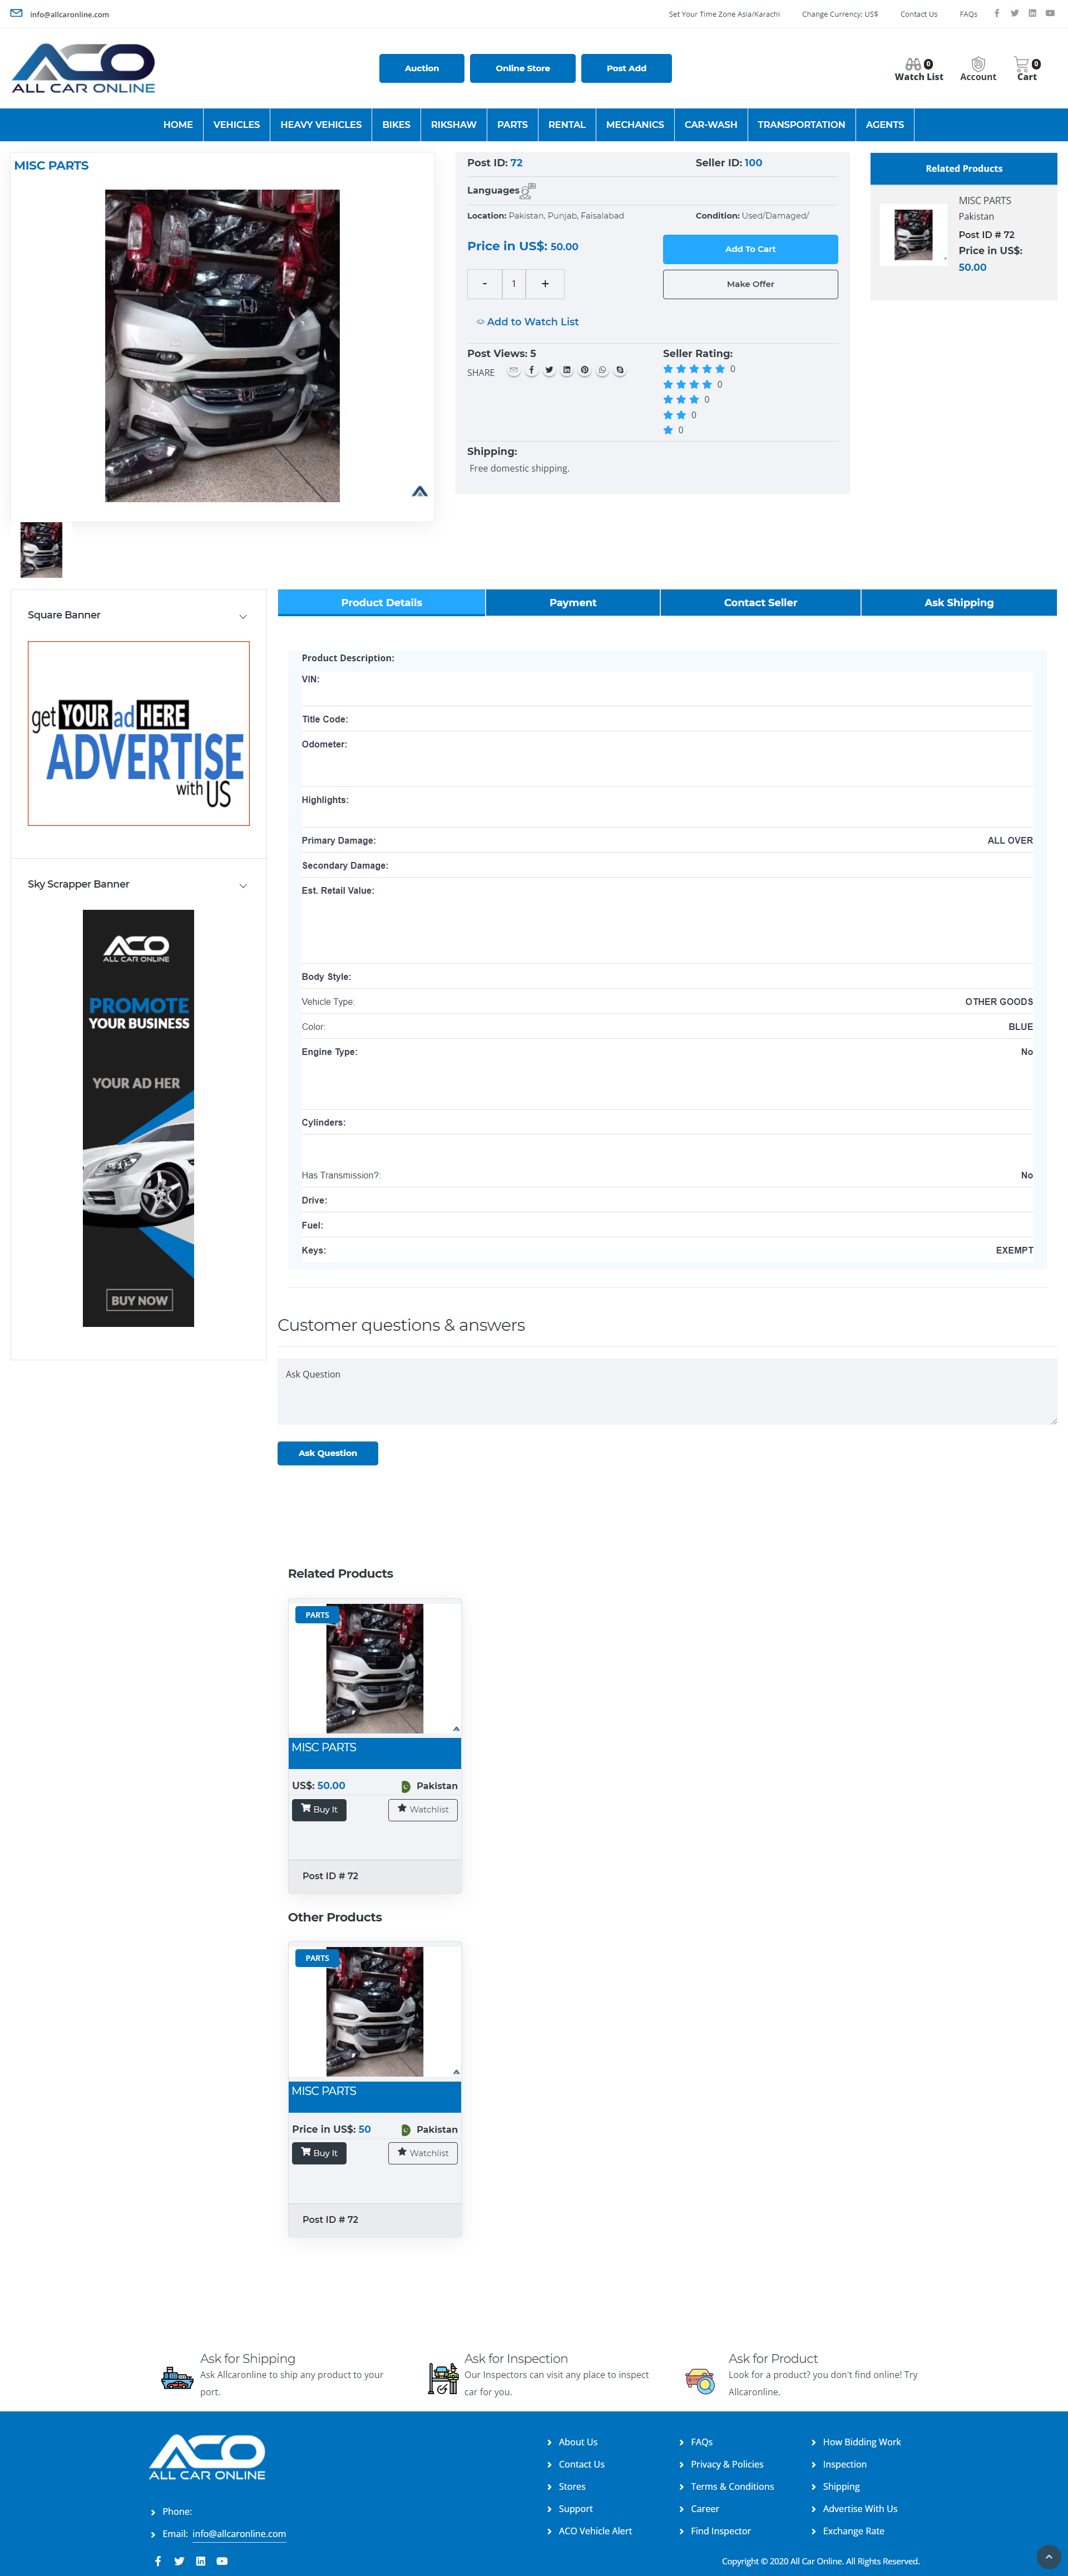 info@allcaronline.com
Set Your Time Zone Asia/Karachi
Change Currency: US$
Contact Us
FAQs
ACO
ALL CAR ONLINE
Auction
Online Store
Post Add
0
Watch List
Account
0
Cart
HOME
VEHICLES
HEAVY VEHICLES
BIKES
RIKSHAW
PARTS
RENTAL
MECHANICS
CAR-WASH
TRANSPORTATION
AGENTS
MISC PARTS
Post ID: 72
Seller ID: 100
Languages
Location: Pakistan, Punjab, Faisalabad
Condition: Used/Damaged/
Price in US$: 50.00
Add To Cart
- 1 +
Make Offer
Add to Watch List
Post Views: 5
SHARE
Seller Rating:
0
0
0
0
0
Shipping:
Free domestic shipping.
Related Products
MISC PARTS
Pakistan
Post ID # 72
Price in US$:
50.00
Square Banner
get YOUR ad HERE
ADVERTISE
with US
Sky Scrapper Banner
ACO
ALL CAR ONLINE
PROMOTE
YOUR BUSINESS
YOUR AD HER
BUY NOW
Product Details
Payment
Contact Seller
Ask Shipping
Product Description:
VIN:
Title Code:
Odometer:
Highlights:
Primary Damage: ALL OVER
Secondary Damage:
Est. Retail Value:
Body Style:
Vehicle Type: OTHER GOODS
Color: BLUE
Engine Type: No
Cylinders:
Has Transmission?: No
Drive:
Fuel:
Keys: EXEMPT
Customer questions & answers
Ask Question
Ask Question
Related Products
PARTS
MISC PARTS
US$: 50.00
Pakistan
Buy It
Watchlist
Post ID # 72
Other Products
PARTS
MISC PARTS
Price in US$: 50
Pakistan
Buy It
Watchlist
Post ID # 72
Ask for Shipping
Ask Allcaronline to ship any product to your
port.
Ask for Inspection
Our Inspectors can visit any place to inspect
car for you.
Ask for Product
Look for a product? you don't find online! Try
Allcaronline.
ACO
ALL CAR ONLINE
Phone:
Email: info@allcaronline.com
About Us
Contact Us
Stores
Support
ACO Vehicle Alert
FAQs
Privacy & Policies
Terms & Conditions
Career
Find Inspector
How Bidding Work
Inspection
Shipping
Advertise With Us
Exchange Rate
Copyright © 2020 All Car Online. All Rights Reserved.